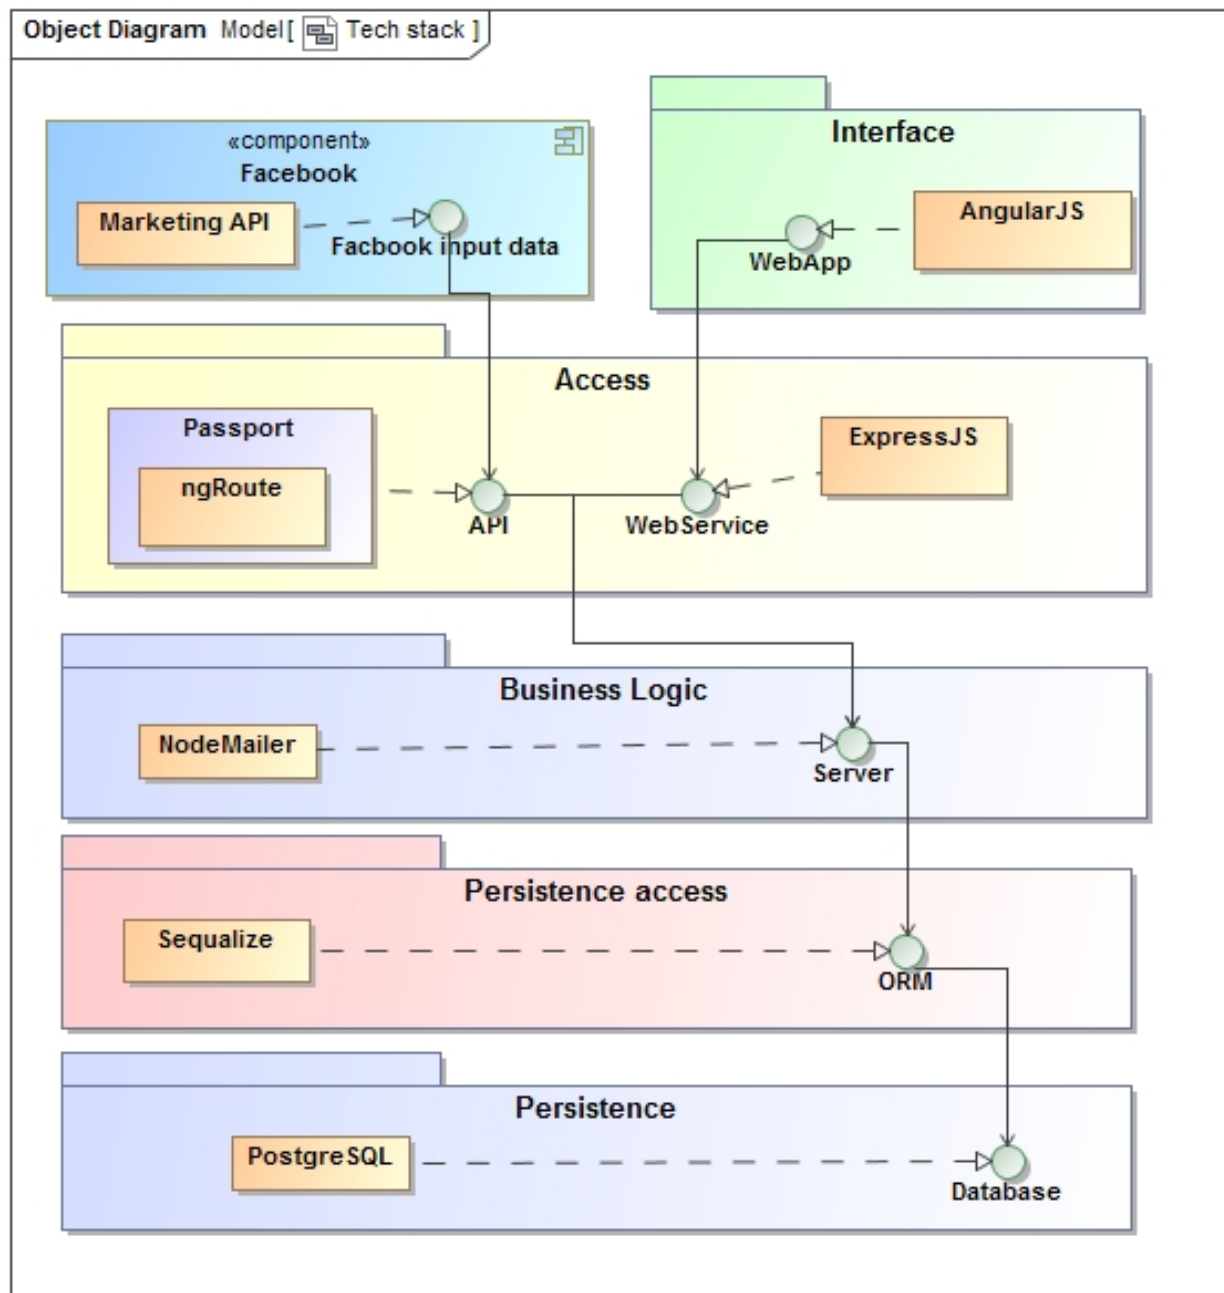 Object Diagram Model[ Tech stack ]
«component»
Facebook
Marketing API
Facbook input data
Interface
AngularJS
WebApp
Access
Passport
ngRoute
API
WebService
ExpressJS
Business Logic
NodeMailer
Server
Persistence access
Sequalize
ORM
Persistence
PostgreSQL
Database